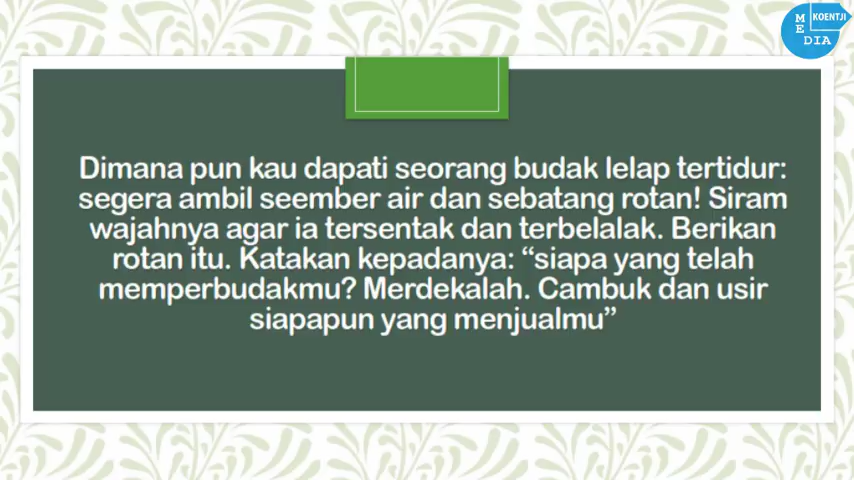 M KOENTJI
E
DIA
Dimana pun kau dapati seorang budak lelap tertidur:
segera ambil seember air dan sebatang rotan! Siram
wajahnya agar ia tersentak dan terbelalak. Berikan
rotan itu. Katakan kepadanya: “siapa yang telah
memperbudakmu? Merdekalah. Cambuk dan usir
siapapun yang menjualmu”